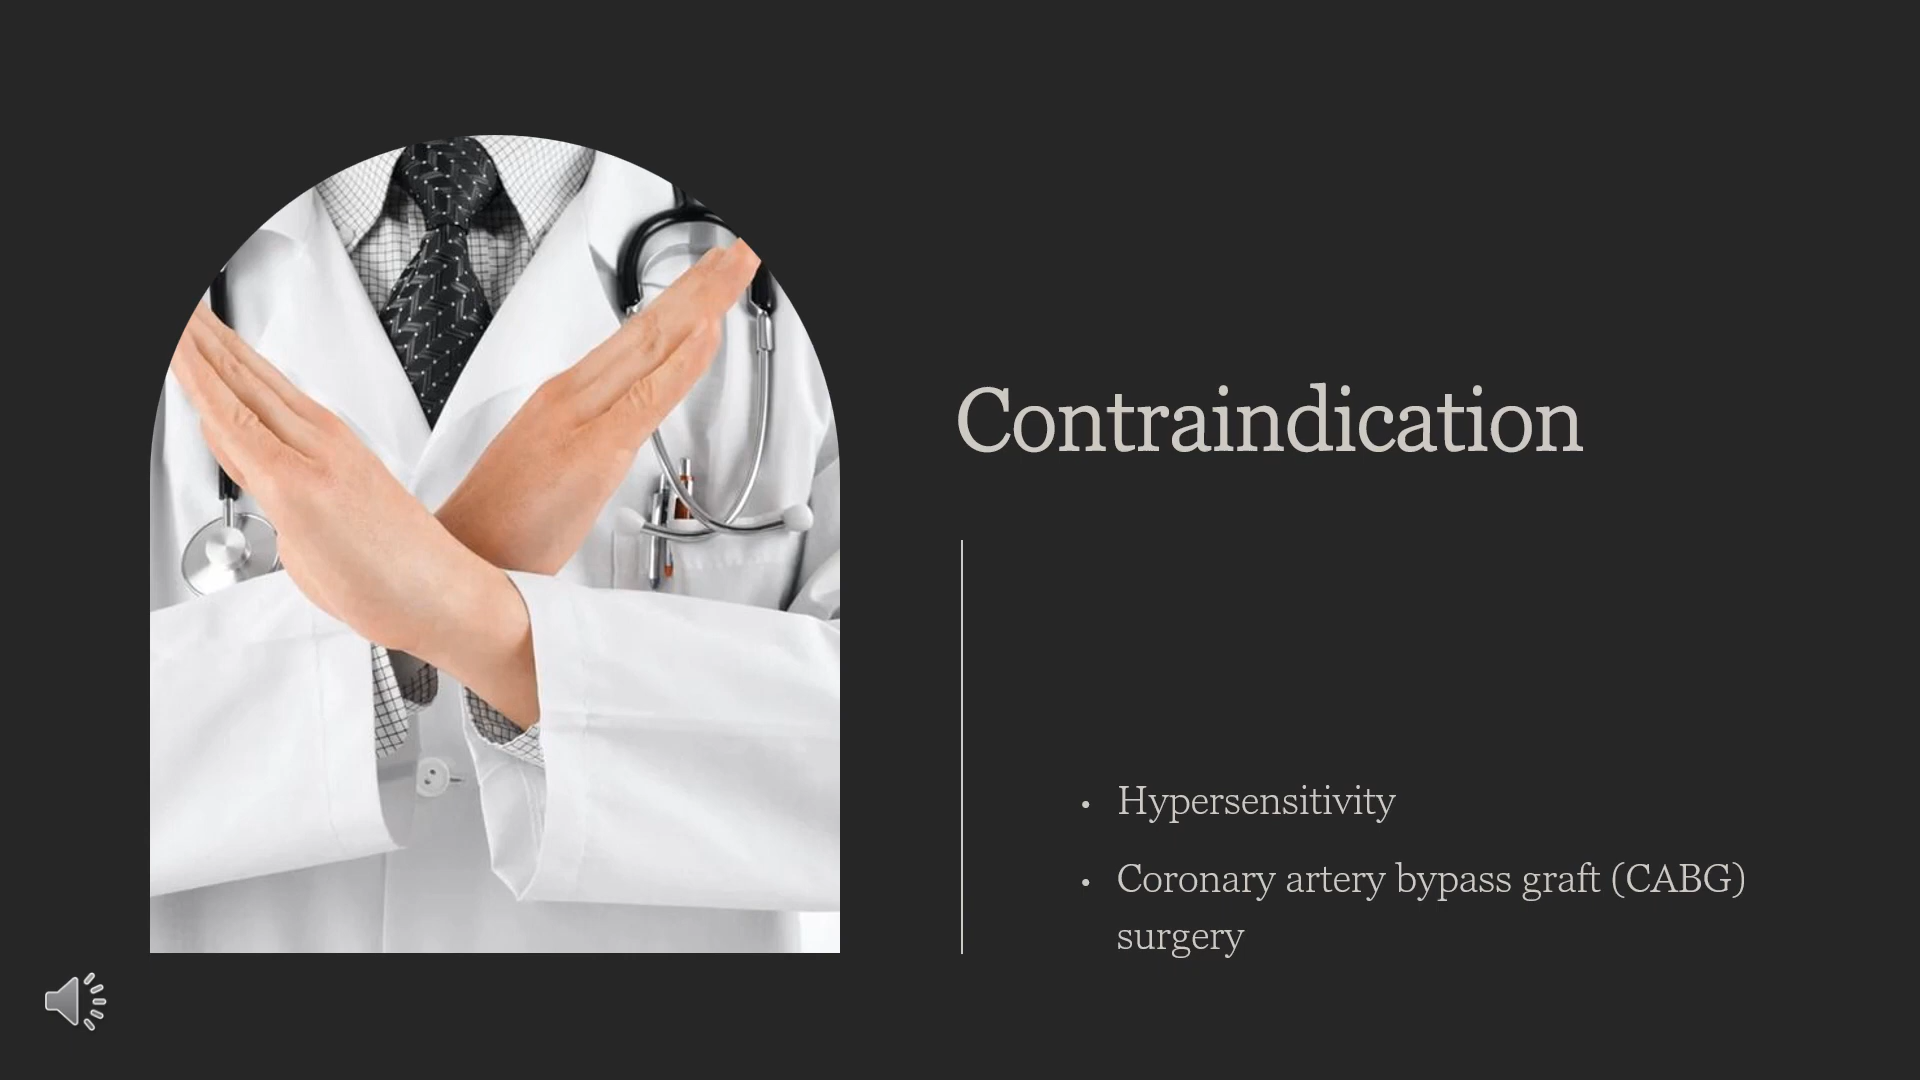 Contraindication
• Hypersensitivity
• Coronary artery bypass graft (CABG)
surgery